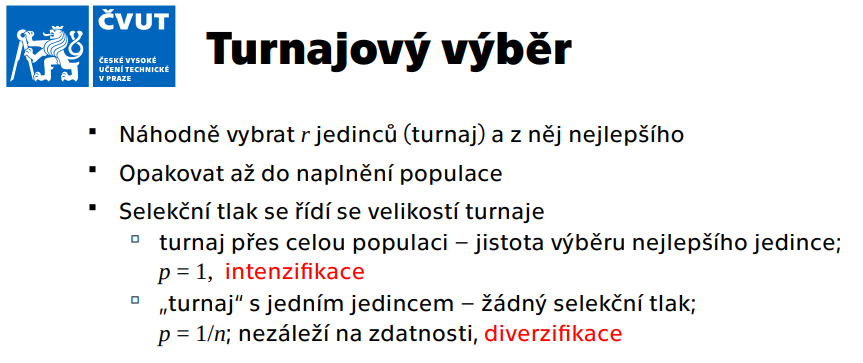 ČVUT
ČESKÉ VYSOKÉ
UČENÍ TECHNICKÉ
V PRAZE
Turnajový výběr
▪ Náhodně vybrat r jedinců (turnaj) a z něj nejlepšího
▪ Opakovat až do naplnění populace
▪ Selekční tlak se řídí se velikostí turnaje
▫ turnaj přes celou populaci – jistota výběru nejlepšího jedince;
p = 1, intenzifikace
▫ „turnaj“ s jedním jedincem – žádný selekční tlak;
p = 1/n; nezáleží na zdatnosti, diverzifikace